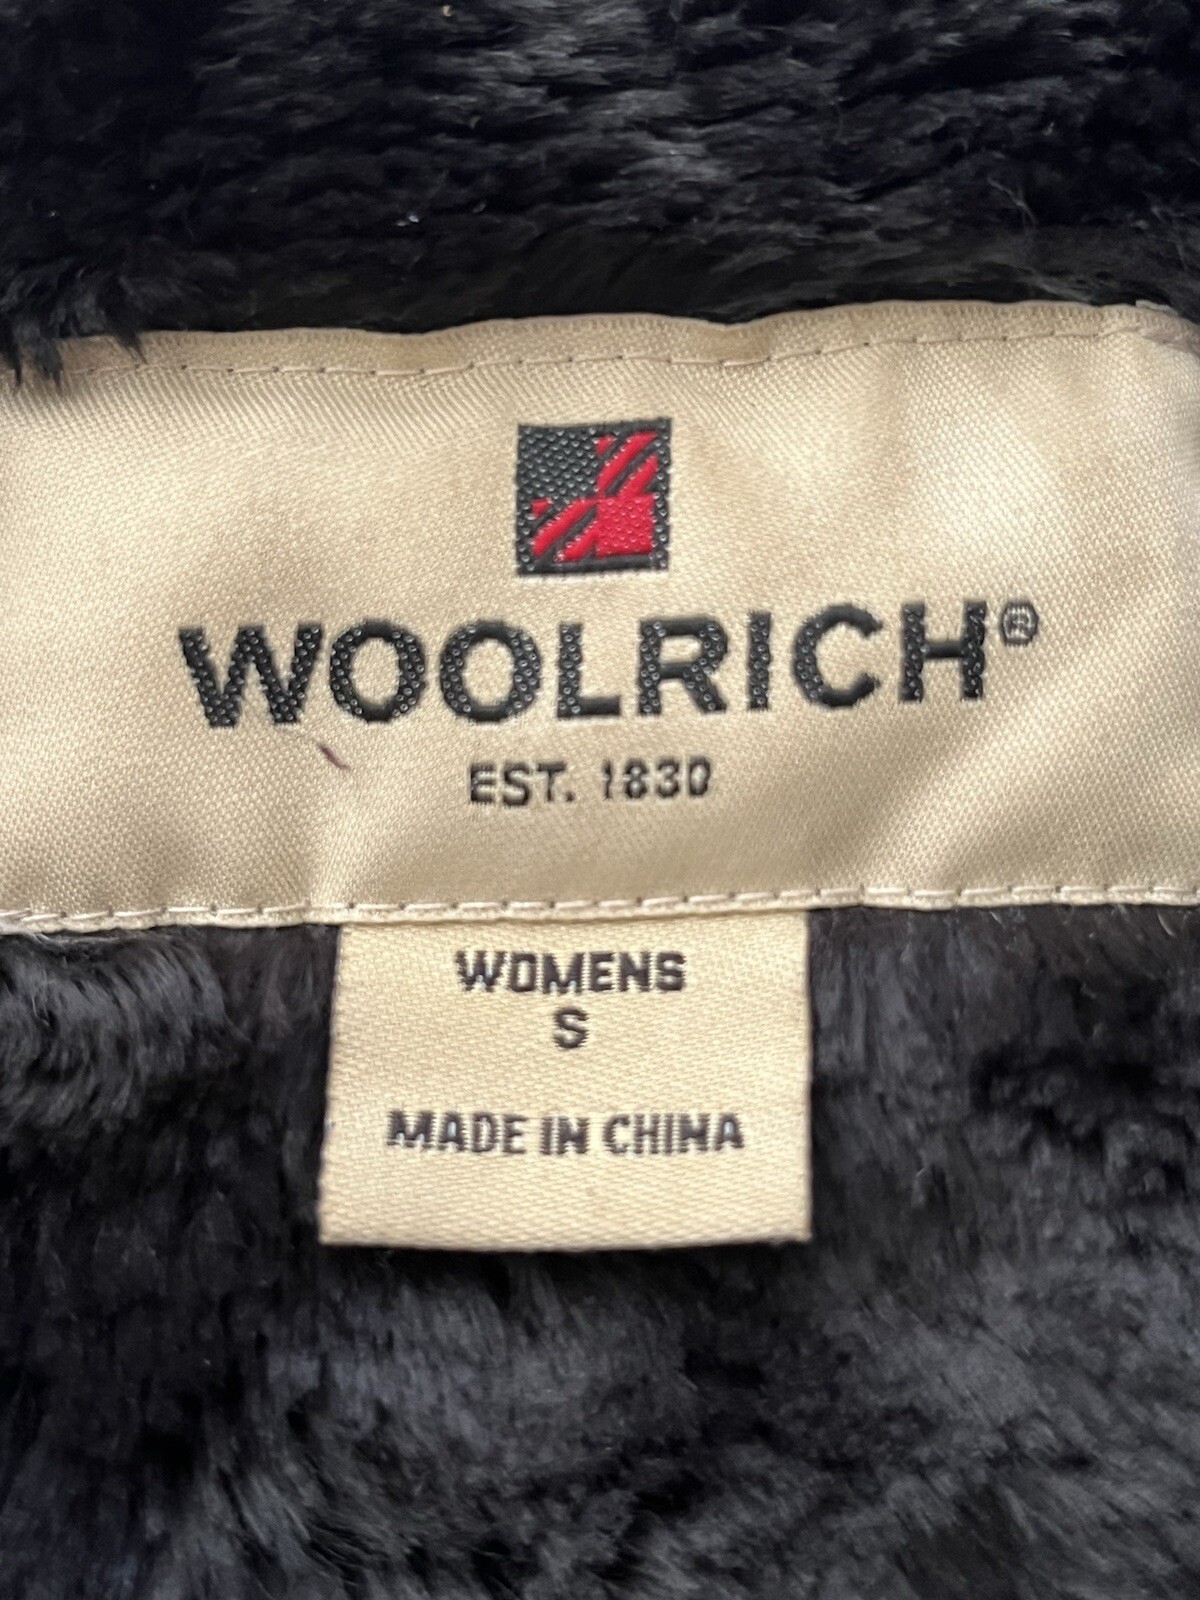 WOOLRICH®
EST. 1830
WOMENS
S
MADE IN CHINA